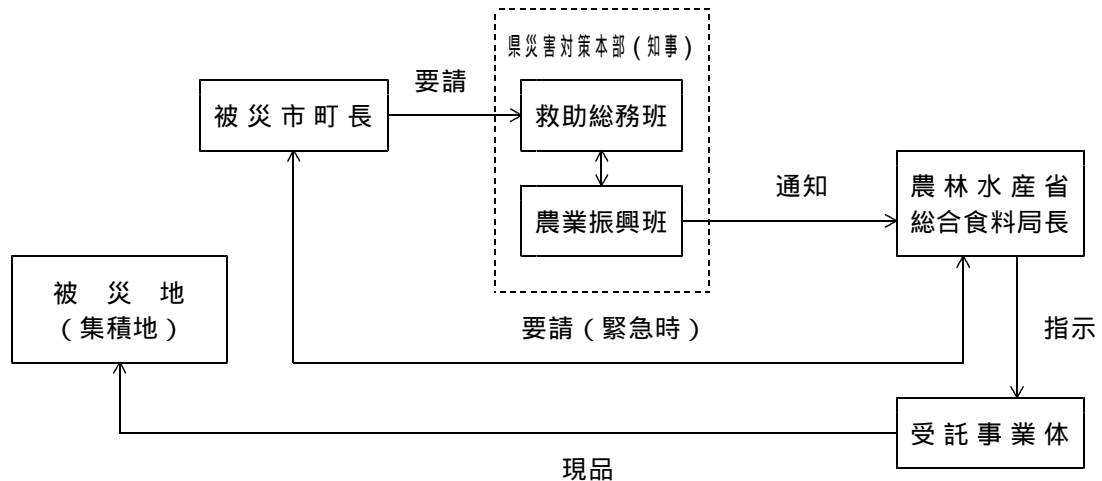 県災害対策本部（知事）
要請
被災市町長
救助総務班
通知
農林水産省
総合食料局長
農業振興班
被災地
（集積地）
要請（緊急時）
指示
受託事業体
現品